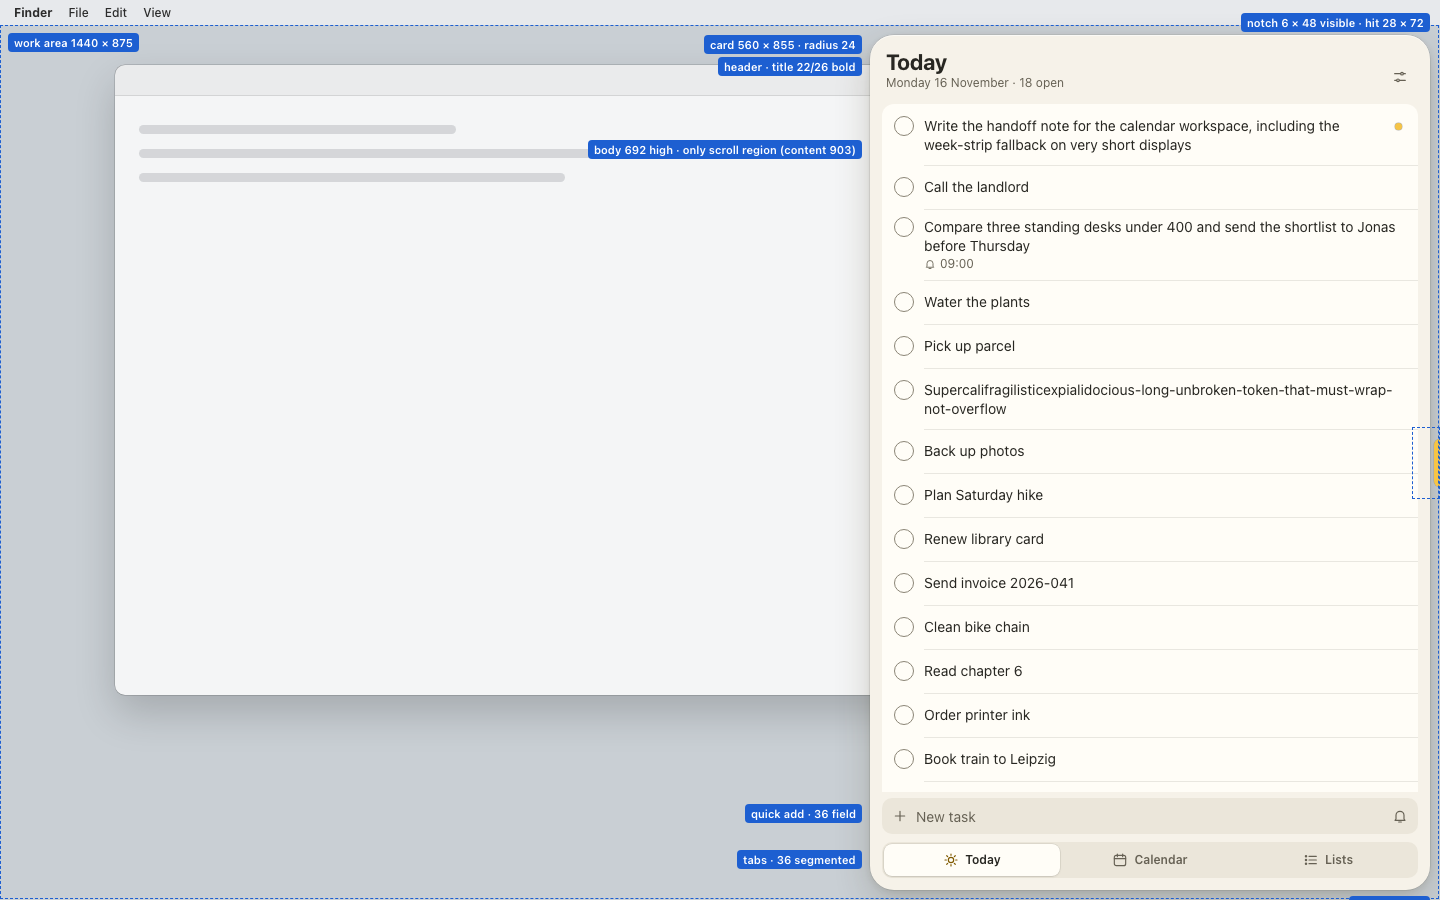 Finder File Edit View
notch 6 × 48 visible · hit 28 × 72
work area 1440 × 875
card 560 × 855 · radius 24
header · title 22/26 bold
Today
Monday 16 November · 18 open
body 692 high · only scroll region (content 903)
Write the handoff note for the calendar workspace, including the
week-strip fallback on very short displays
Call the landlord
Compare three standing desks under 400 and send the shortlist to Jonas
before Thursday
09:00
Water the plants
Pick up parcel
Supercalifragilisticexpialidocious-long-unbroken-token-that-must-wrap-
not-overflow
Back up photos
Plan Saturday hike
Renew library card
Send invoice 2026-041
Clean bike chain
Read chapter 6
Order printer ink
Book train to Leipzig
quick add · 36 field
New task
tabs · 36 segmented
Today Calendar Lists